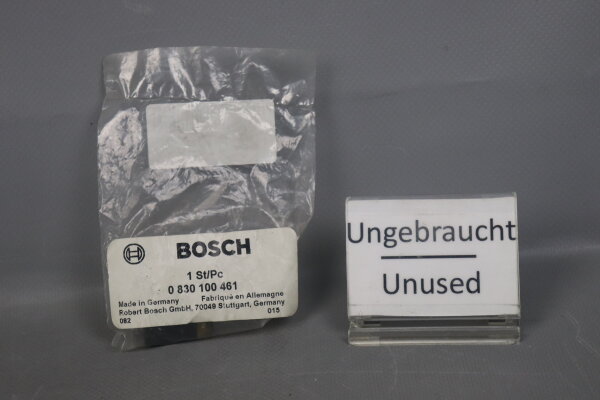 BOSCH
1 St/Pc
0 830 100 461
Made in Germany Fabriqué en Allemagne
Robert Bosch GmbH, 70049 Stuttgart, Germany
082 015
Ungebraucht
Unused